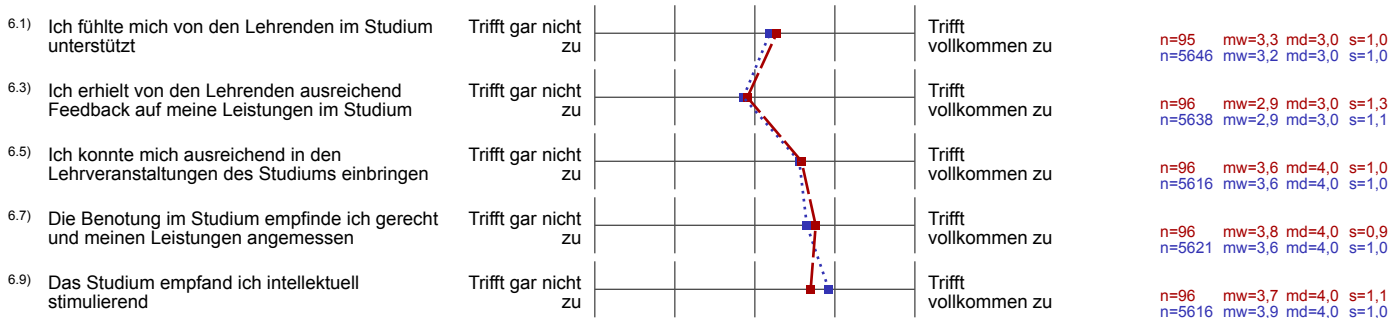 6.1) Ich fühlte mich von den Lehrenden im Studium
unterstützt
Trifft gar nicht
zu
Trifft
vollkommen zu
n=95 mw=3,3 md=3,0 s=1,0
n=5646 mw=3,2 md=3,0 s=1,0
6.3) Ich erhielt von den Lehrenden ausreichend
Feedback auf meine Leistungen im Studium
Trifft gar nicht
zu
Trifft
vollkommen zu
n=96 mw=2,9 md=3,0 s=1,3
n=5638 mw=2,9 md=3,0 s=1,1
6.5) Ich konnte mich ausreichend in den
Lehrveranstaltungen des Studiums einbringen
Trifft gar nicht
zu
Trifft
vollkommen zu
n=96 mw=3,6 md=4,0 s=1,0
n=5616 mw=3,6 md=4,0 s=1,0
6.7) Die Benotung im Studium empfinde ich gerecht
und meinen Leistungen angemessen
Trifft gar nicht
zu
Trifft
vollkommen zu
n=96 mw=3,8 md=4,0 s=0,9
n=5621 mw=3,6 md=4,0 s=1,0
6.9) Das Studium empfand ich intellektuell
stimulierend
Trifft gar nicht
zu
Trifft
vollkommen zu
n=96 mw=3,7 md=4,0 s=1,1
n=5616 mw=3,9 md=4,0 s=1,0